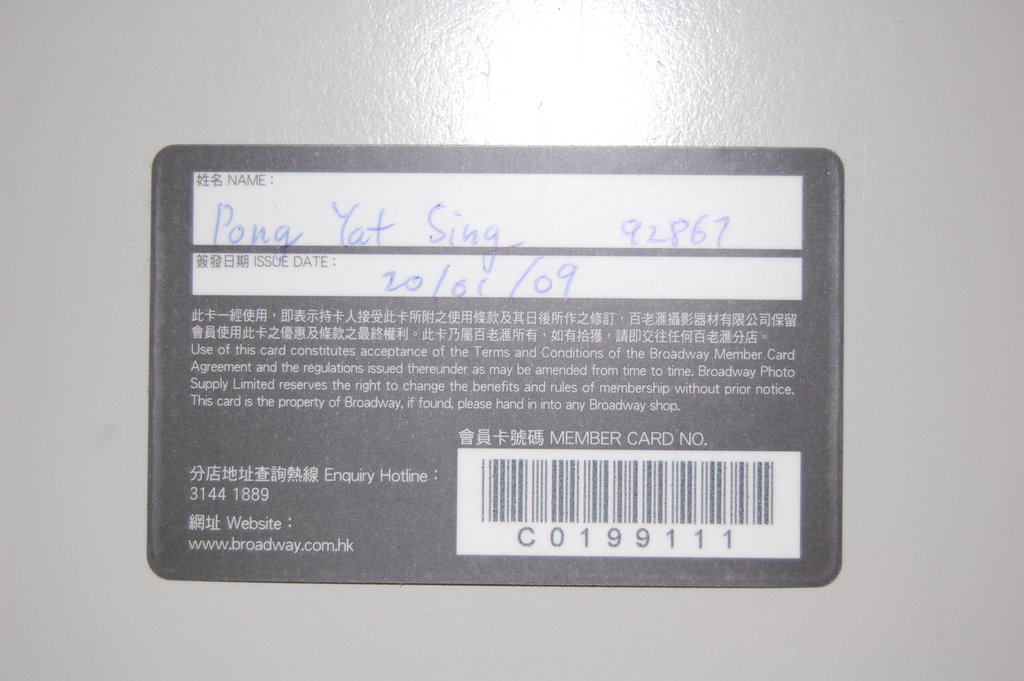 姓名 NAME：
Pong Yat Sing 92867
簽發日期 ISSUE DATE：
20/01/09
此卡一經使用，即表示持卡人接受此卡所附之使用條款及其日後所作之修訂，百老滙攝影器材有限公司保留
會員使用此卡之優惠及條款之最終權利。此卡乃屬百老滙所有，如有拾獲，請即交往任何百老滙分店。
Use of this card constitutes acceptance of the Terms and Conditions of the Broadway Member Card
Agreement and the regulations issued thereunder as may be amended from time to time. Broadway Photo
Supply Limited reserves the right to change the benefits and rules of membership without prior notice.
This card is the property of Broadway, if found, please hand in into any Broadway shop.
會員卡號碼 MEMBER CARD NO.
C0199111
分店地址查詢熱線 Enquiry Hotline：
3144 1889
網址 Website：
www.broadway.com.hk